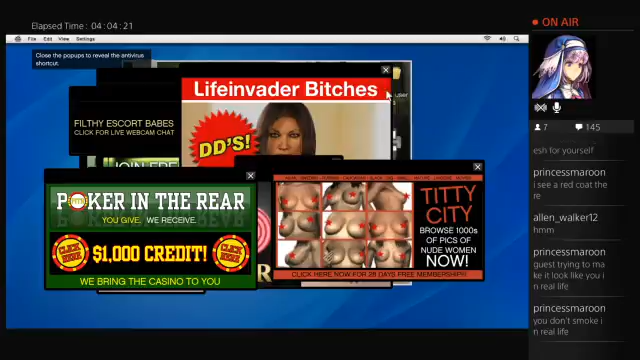 Elapsed Time : 04:04:21
ON AIR
File Edit View Settings
Close the popups to reveal the antivirus
shortcut.
Lifeinvader Bitches
user
FILTHY ESCORT BABES
CLICK FOR LIVE WEBCAM CHAT
DD'S!
JOIN FREE
POKER IN THE REAR
YOU GIVE. WE RECEIVE.
CLICK HERE
$1,000 CREDIT!
CLICK HERE
WE BRING THE CASINO TO YOU
TITTY
CITY
BROWSE 1000s
OF PICS OF
NUDE WOMEN
NOW!
CLICK HERE NOW FOR 28 DAYS FREE MEMBERSHIP!!!
7
145
esh for yourself
princessmaroon
i see a red coat the
re
allen_walker12
hmm
princessmaroon
guest trying to ma
ke it look like you i
n real life
princessmaroon
you don't smoke i
n real life